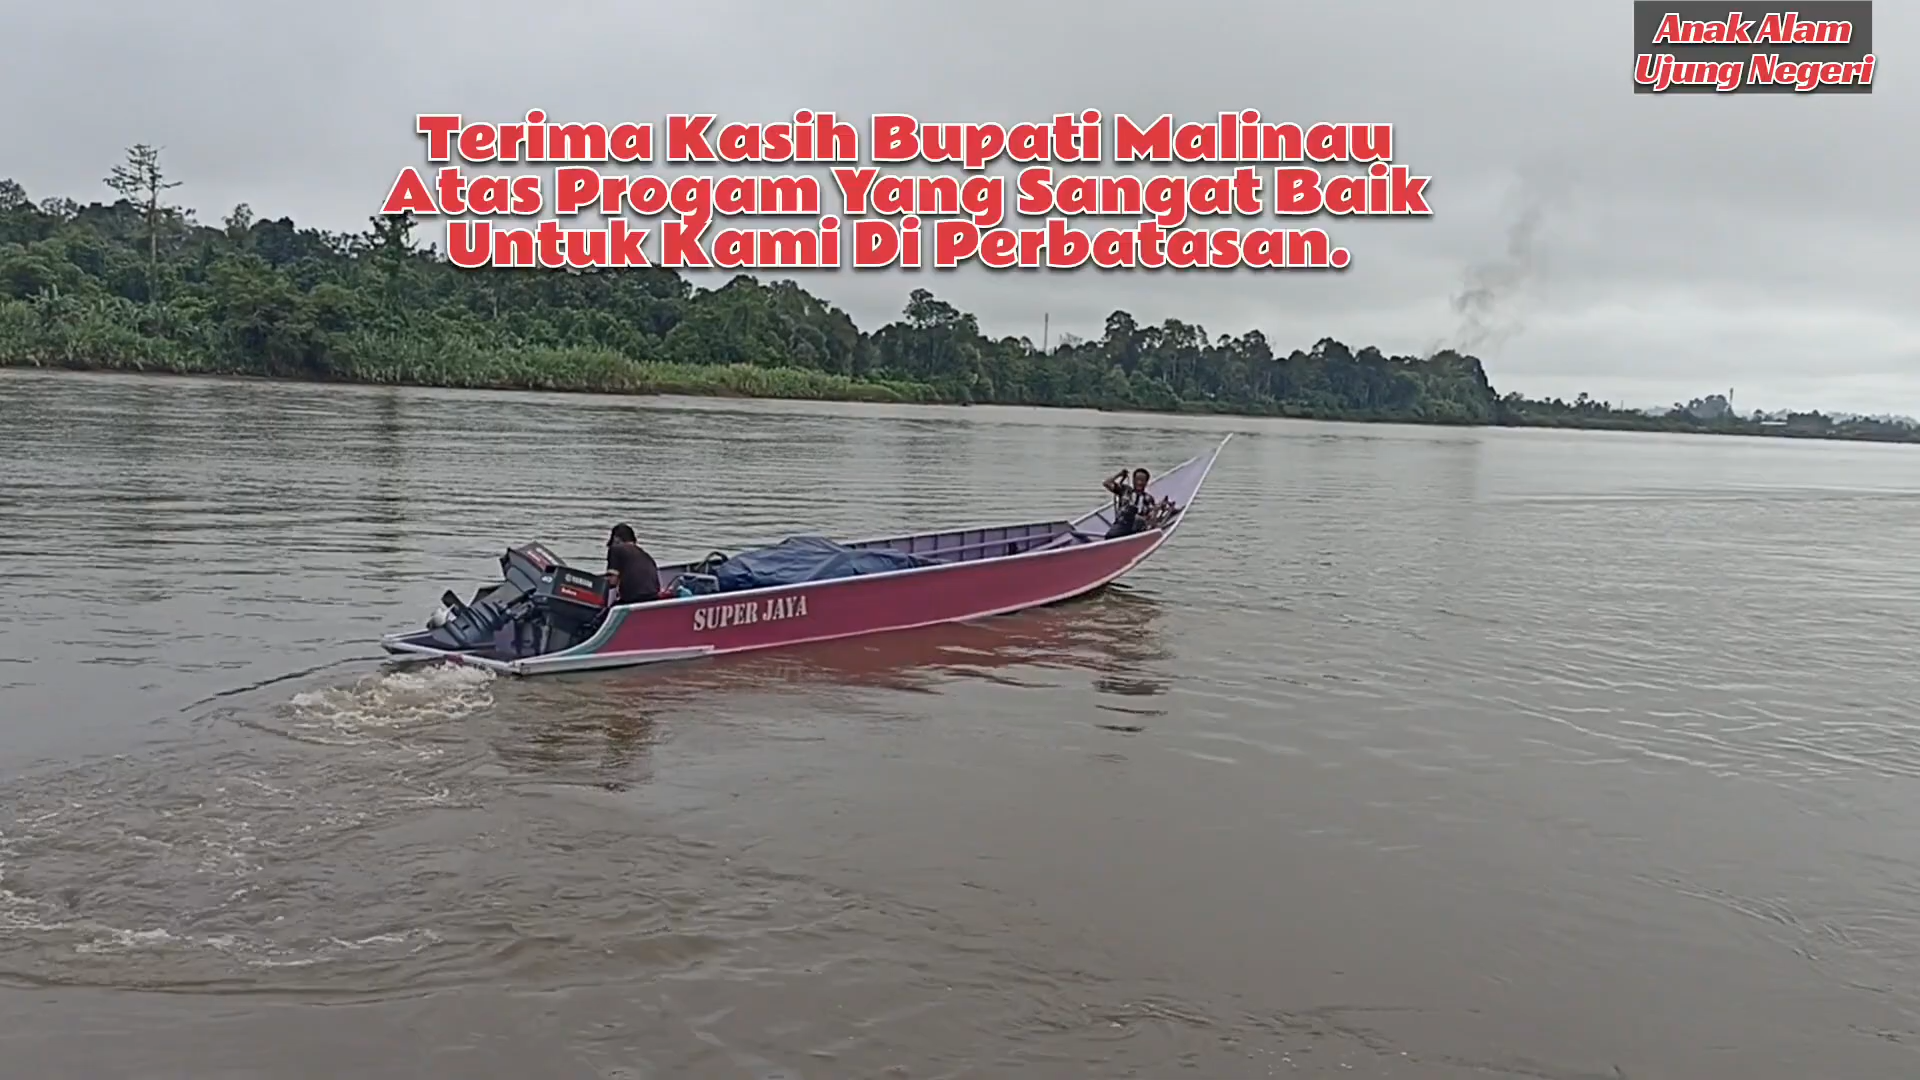 Anak Alam
Ujung Negeri
Terima Kasih Bupati Malinau
Atas Progam Yang Sangat Baik
Untuk Kami Di Perbatasan.
YAMAHA
SUPER JAYA